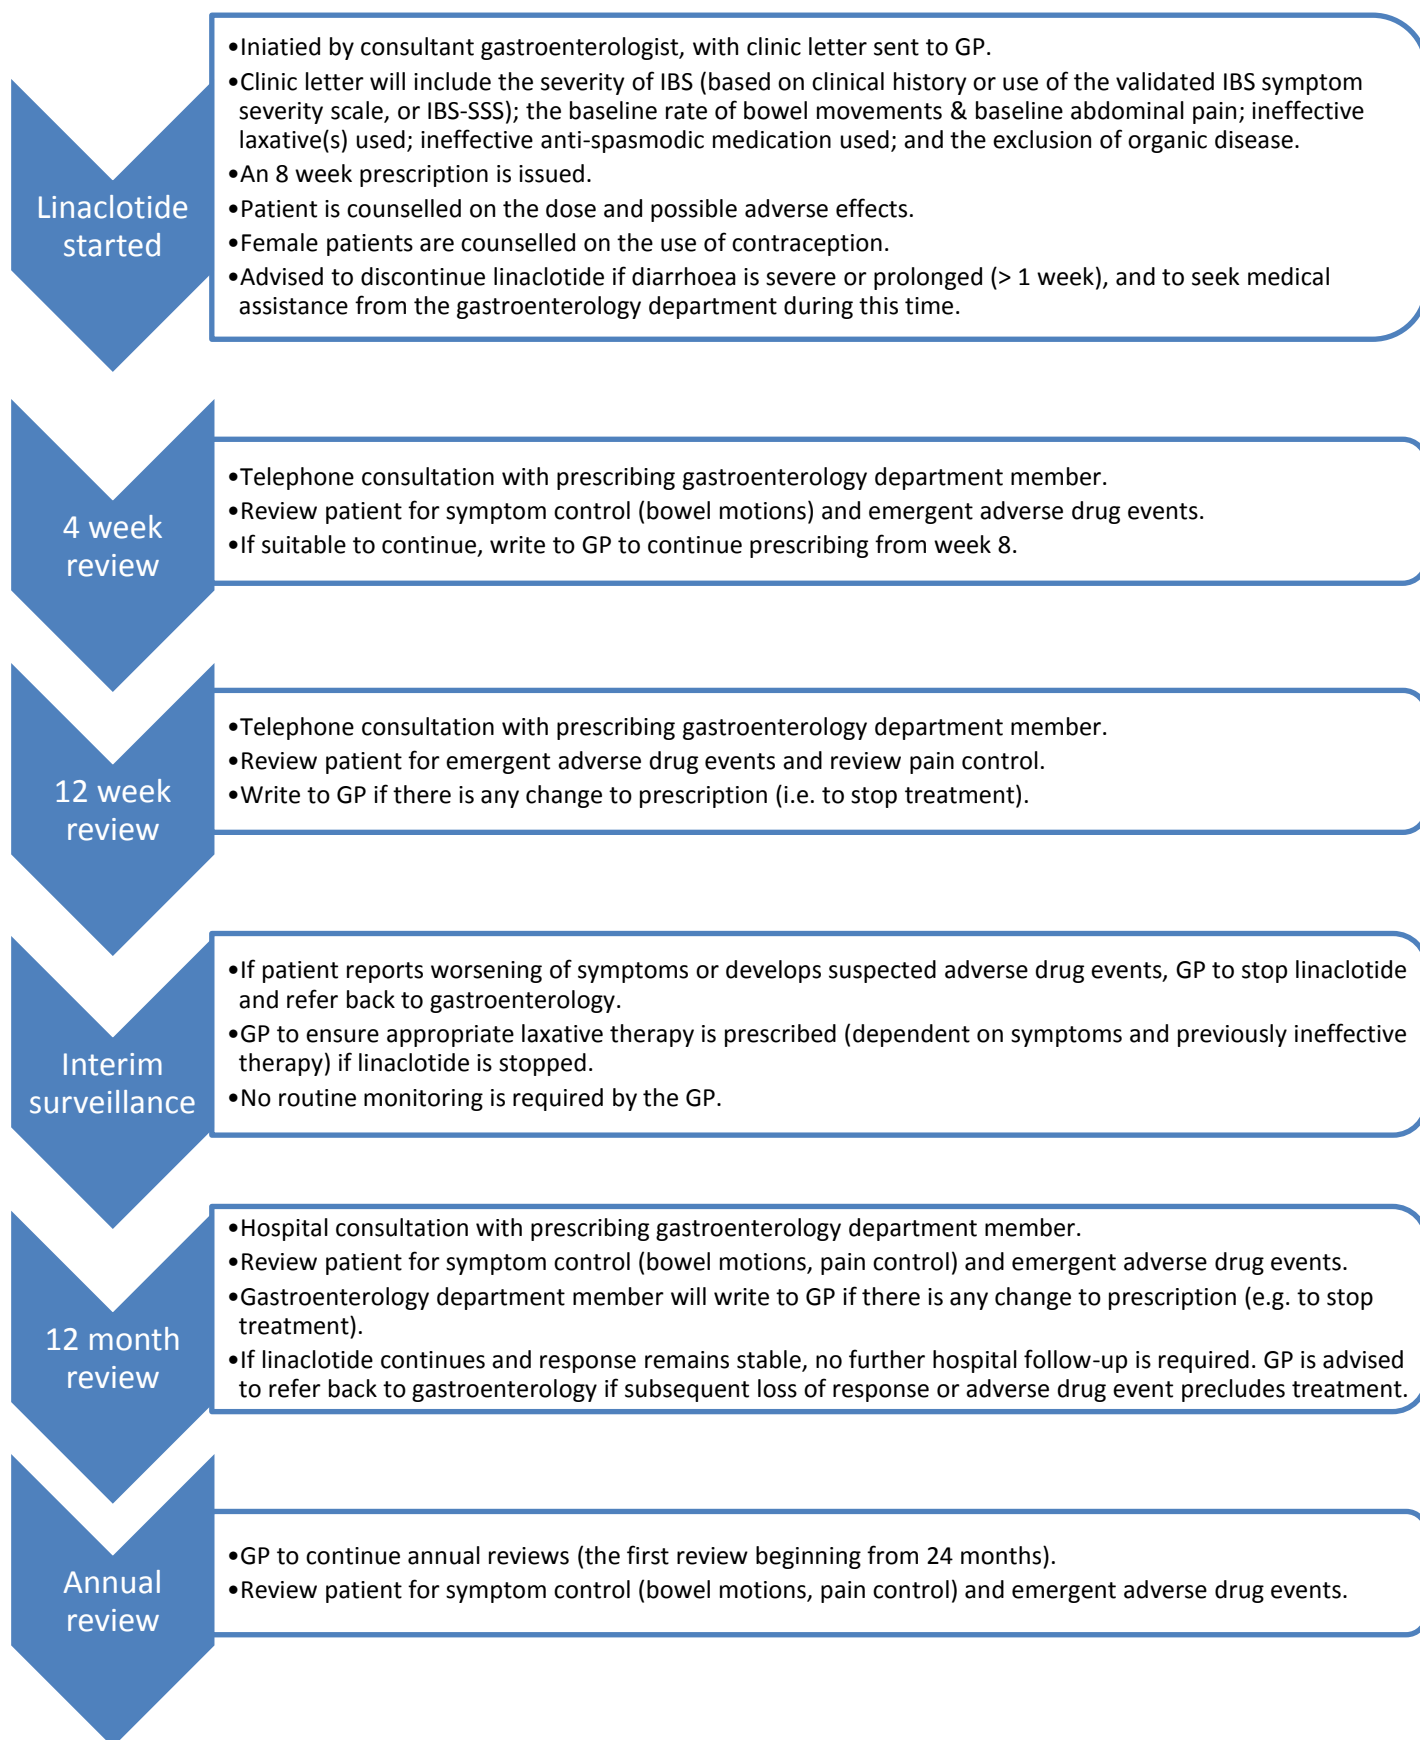 Linaclotide
started
•Iniatied by consultant gastroenterologist, with clinic letter sent to GP.
•Clinic letter will include the severity of IBS (based on clinical history or use of the validated IBS symptom
severity scale, or IBS-SSS); the baseline rate of bowel movements & baseline abdominal pain; ineffective
laxative(s) used; ineffective anti-spasmodic medication used; and the exclusion of organic disease.
•An 8 week prescription is issued.
•Patient is counselled on the dose and possible adverse effects.
•Female patients are counselled on the use of contraception.
•Advised to discontinue linaclotide if diarrhoea is severe or prolonged (> 1 week), and to seek medical
assistance from the gastroenterology department during this time.
4 week
review
•Telephone consultation with prescribing gastroenterology department member.
•Review patient for symptom control (bowel motions) and emergent adverse drug events.
•If suitable to continue, write to GP to continue prescribing from week 8.
12 week
review
•Telephone consultation with prescribing gastroenterology department member.
•Review patient for emergent adverse drug events and review pain control.
•Write to GP if there is any change to prescription (i.e. to stop treatment).
Interim
surveillance
•If patient reports worsening of symptoms or develops suspected adverse drug events, GP to stop linaclotide
and refer back to gastroenterology.
•GP to ensure appropriate laxative therapy is prescribed (dependent on symptoms and previously ineffective
therapy) if linaclotide is stopped.
•No routine monitoring is required by the GP.
12 month
review
•Hospital consultation with prescribing gastroenterology department member.
•Review patient for symptom control (bowel motions, pain control) and emergent adverse drug events.
•Gastroenterology department member will write to GP if there is any change to prescription (e.g. to stop
treatment).
•If linaclotide continues and response remains stable, no further hospital follow-up is required. GP is advised
to refer back to gastroenterology if subsequent loss of response or adverse drug event precludes treatment.
Annual
review
•GP to continue annual reviews (the first review beginning from 24 months).
•Review patient for symptom control (bowel motions, pain control) and emergent adverse drug events.